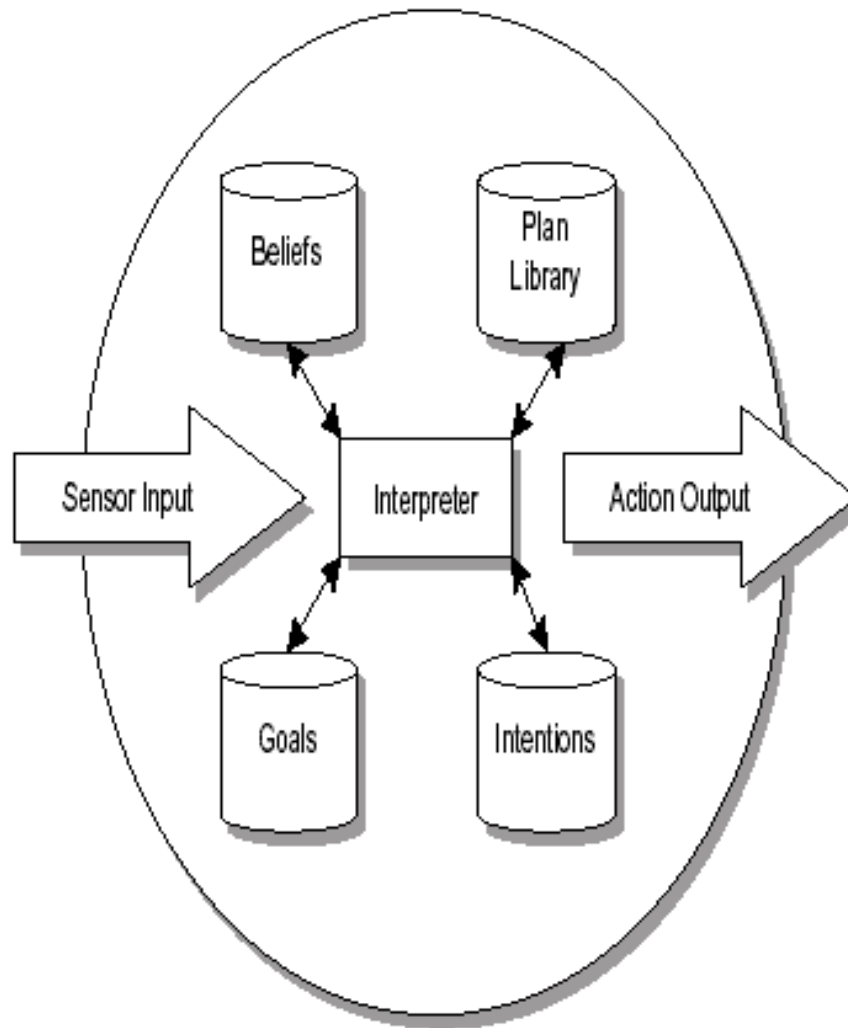 Beliefs
Plan
Library
Sensor Input
Interpreter
Action Output
Goals
Intentions